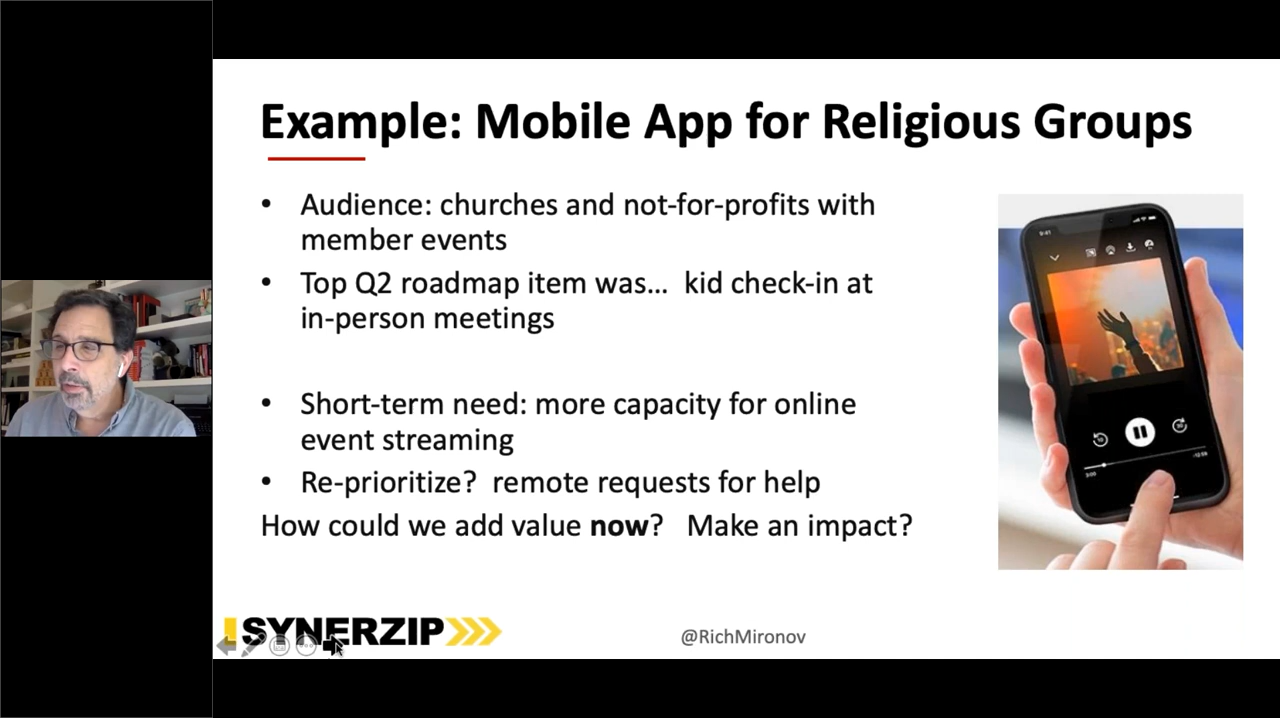 Example: Mobile App for Religious Groups
• Audience: churches and not-for-profits with
member events
• Top Q2 roadmap item was... kid check-in at
in-person meetings
• Short-term need: more capacity for online
event streaming
• Re-prioritize? remote requests for help
How could we add value now? Make an impact?
9:41
SYNERZIP
@RichMironov